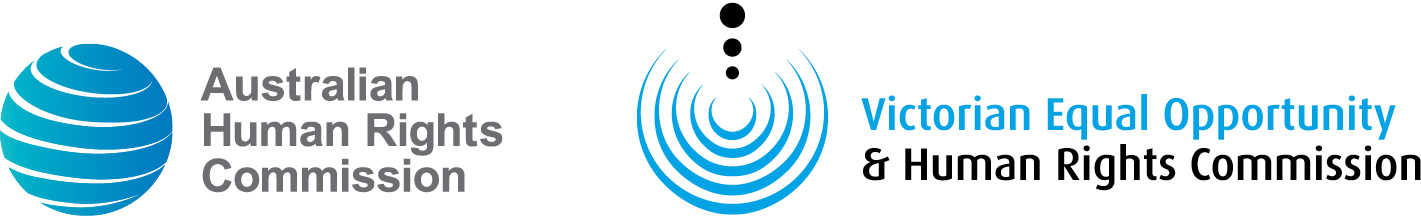 Australian
Human Rights
Commission
Victorian Equal Opportunity
& Human Rights Commission